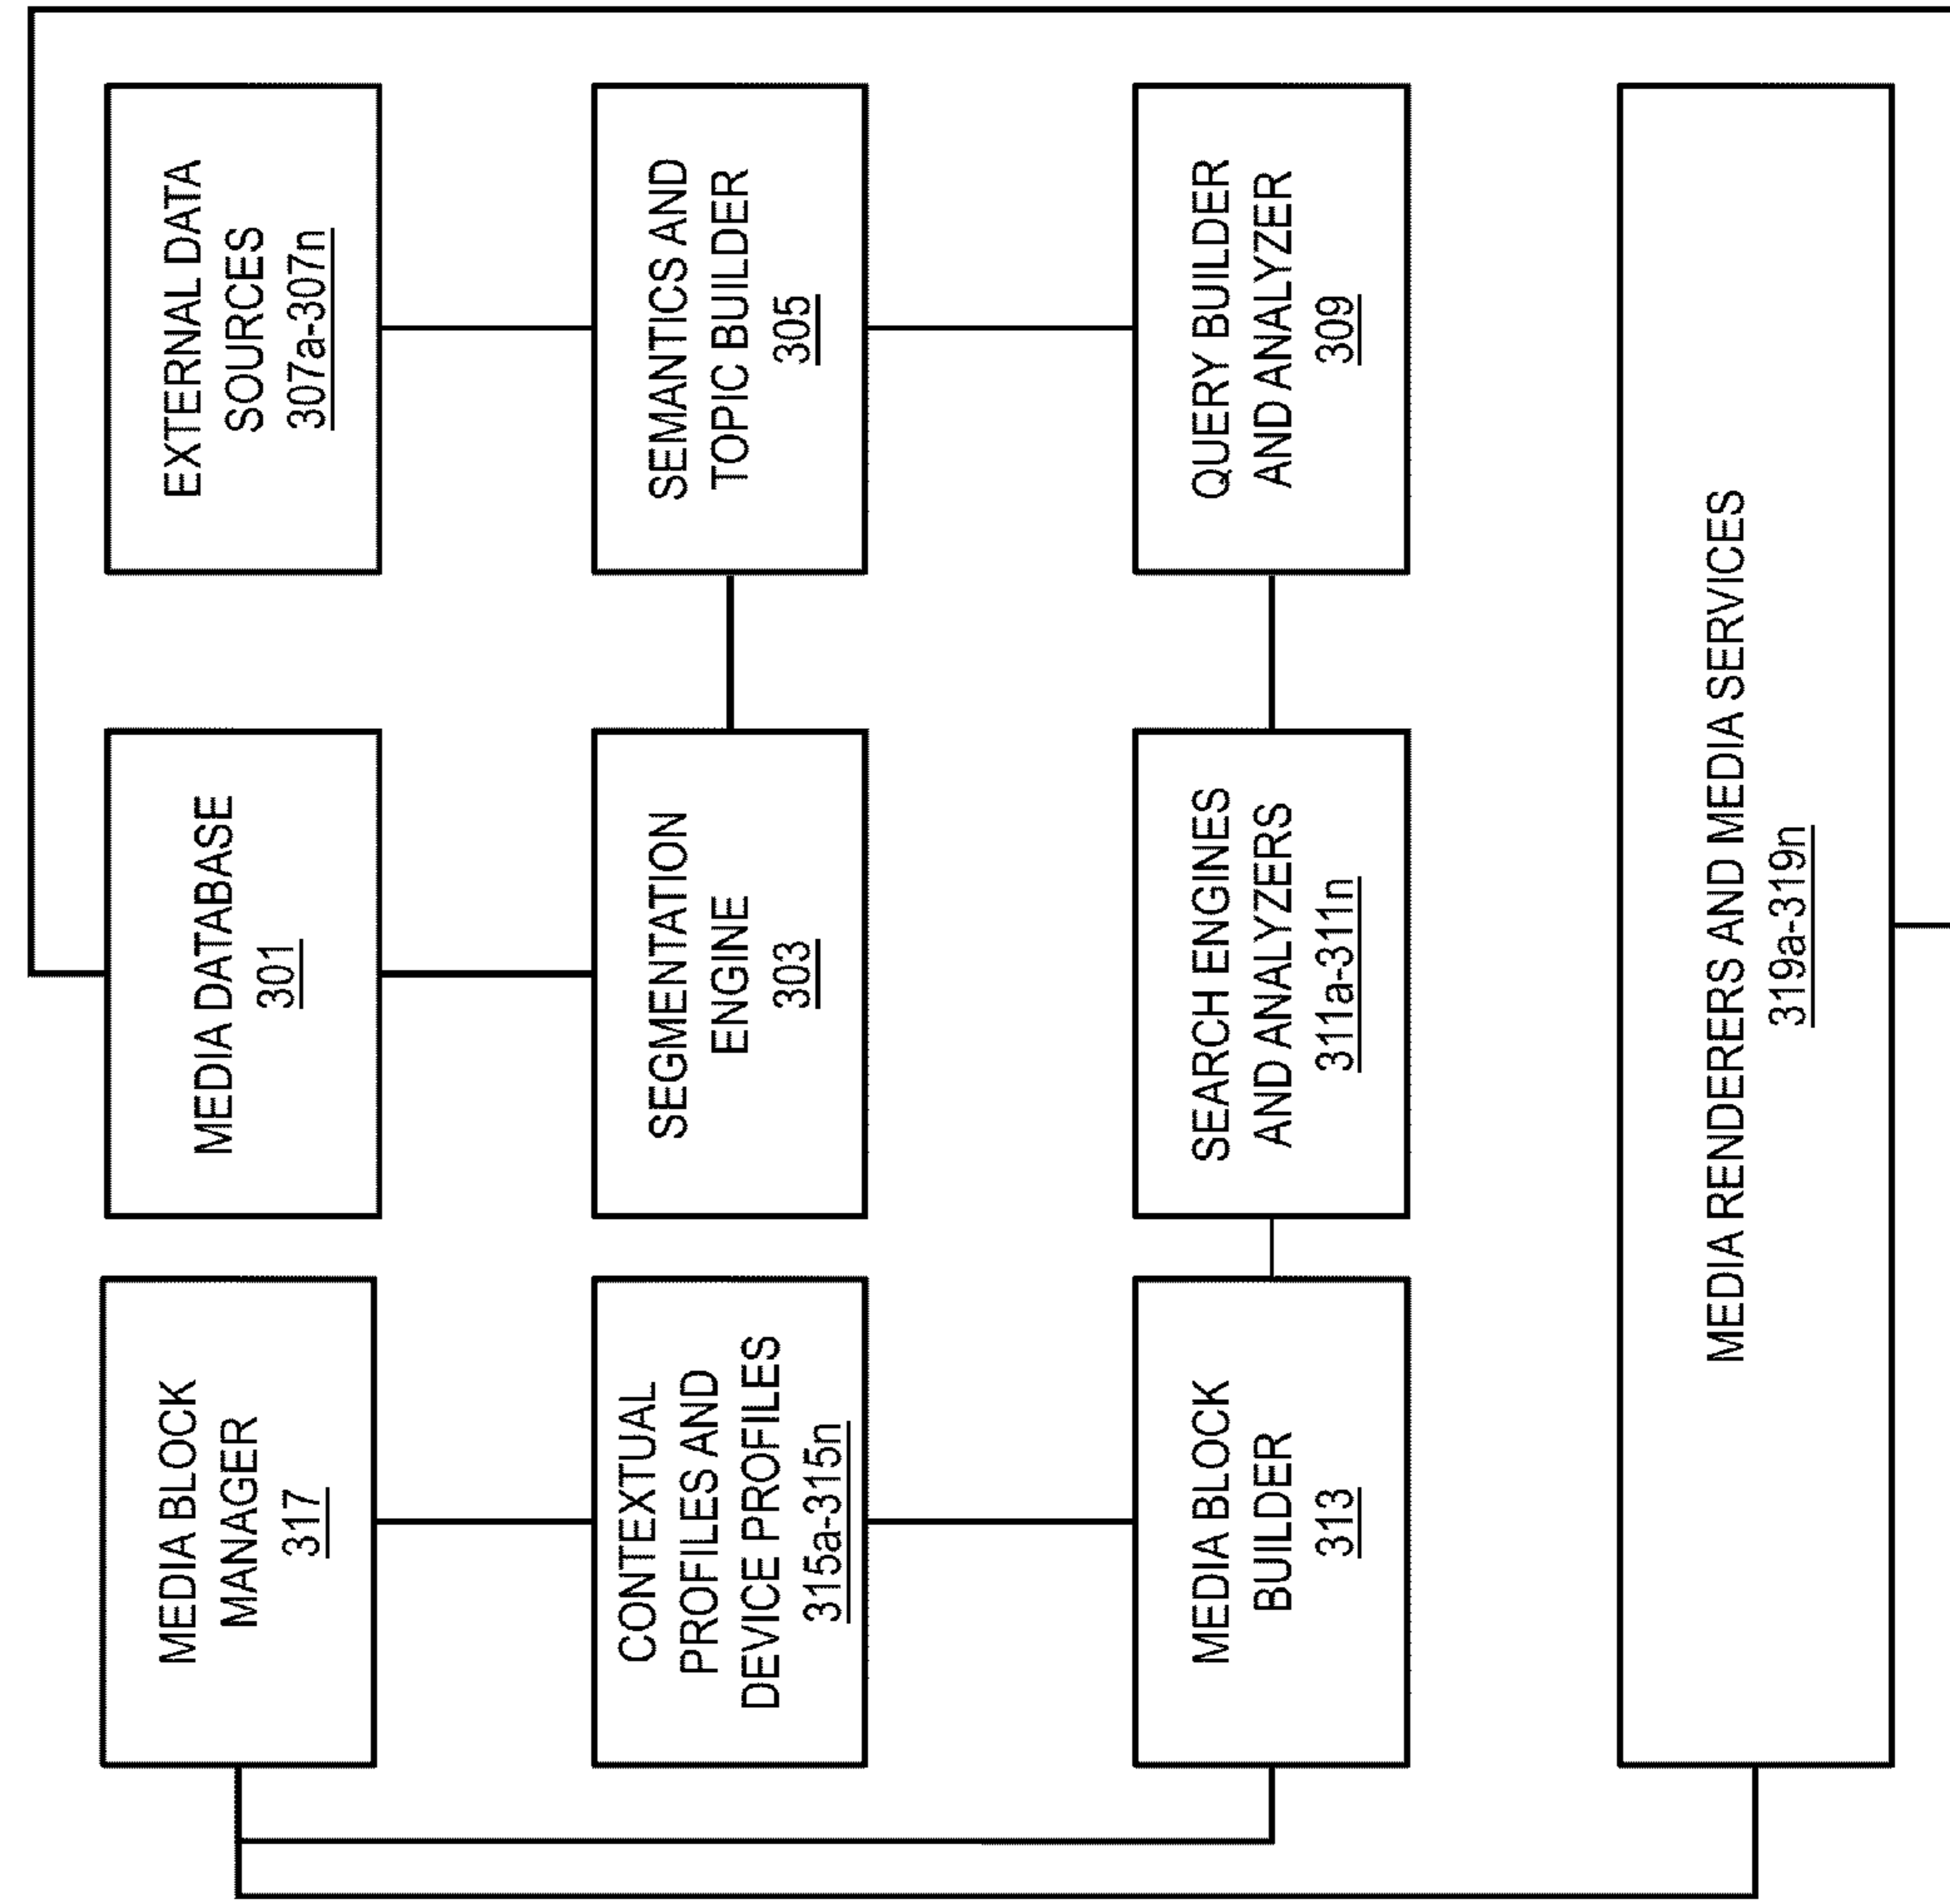 MEDIA BLOCK
MANAGER
317
MEDIA DATABASE
301
EXTERNAL DATA
SOURCES
307a-307n
CONTEXTUAL
PROFILES AND
DEVICE PROFILES
315a-315n
SEGMENTATION
ENGINE
303
SEMANTICS AND
TOPIC BUILDER
305
MEDIA BLOCK
BUILDER
313
SEARCH ENGINES
AND ANALYZERS
311a-311n
QUERY BUILDER
AND ANALYZER
309
MEDIA RENDERERS AND MEDIA SERVICES
319a-319n